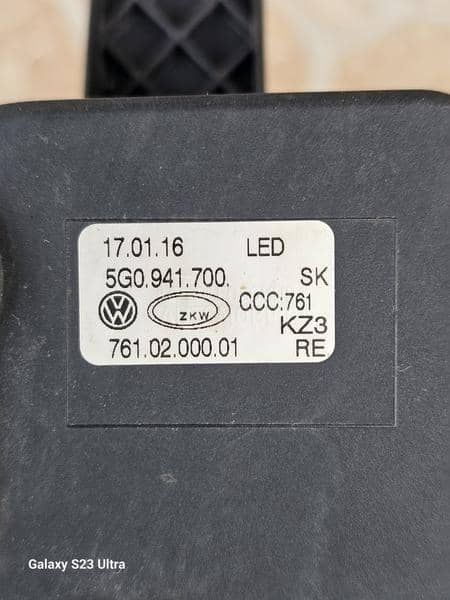 17.01.16 LED
5G0.941.700. SK
VW ZKW CCC:761
KZ3
761.02.000.01 RE
Galaxy S23 Ultra